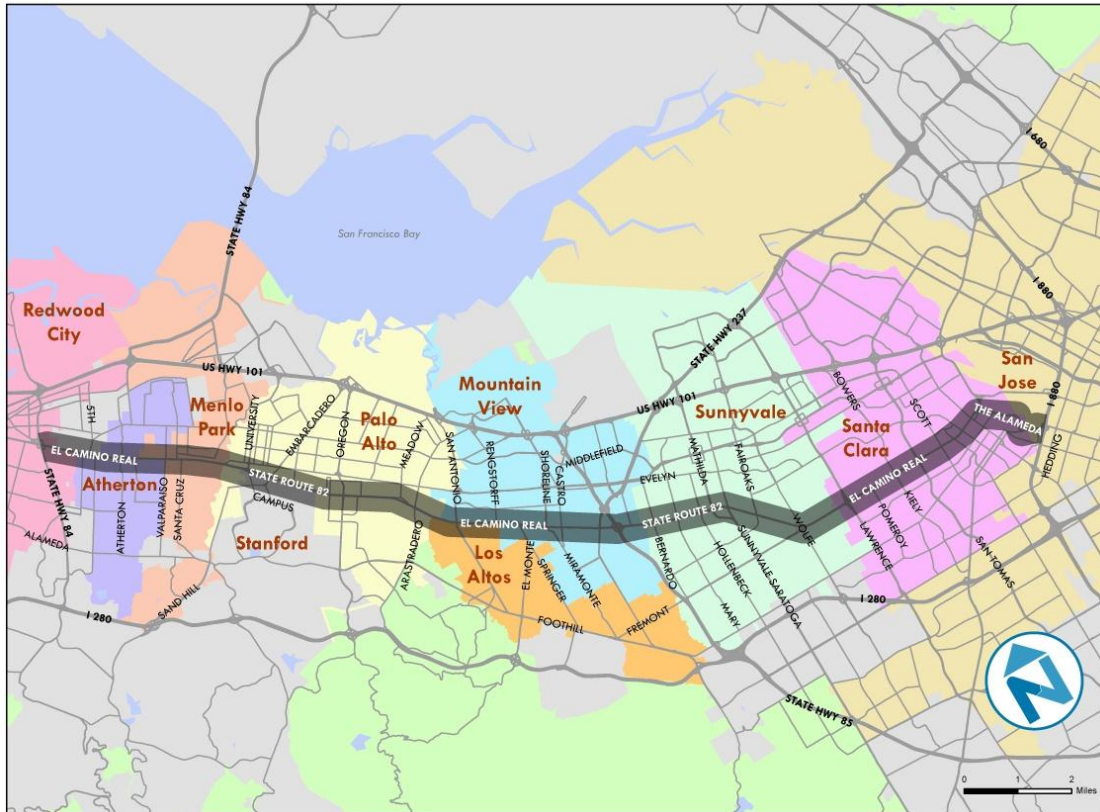 STATE HWY 84
I 680
San Francisco Bay
I 880
STATE HWY 237
Redwood
City
US HWY 101
Mountain
View
US HWY 101
San
Jose
I 880
5TH
Menlo
Park
UNIVERSITY
EMBARCADERO
OREGON
Palo
Alto
MEADOW
SAN ANTONIO
RENGSTORFF
SHORELINE
CASTRO
MIDDLEFIELD
EVELYN
MATHILDA
Sunnyvale
FAIROAKS
BOWERS
Santa
Clara
SCOTT
THE ALAMEDA
HEDDING
EL CAMINO REAL
Atherton
STATE HWY 84
ALAMEDA
ATHERTON
VALPARAISO
SANTA CRUZ
STATE ROUTE 82
CAMPUS
Stanford
ARASTRADERO
EL CAMINO REAL
Los
Altos
EL MONTE
SPRINGER
MIRAMONTE
STATE ROUTE 82
BERNARDO
HOLLENBECK
SUNNYVALE SARATOGA
WOLFE
EL CAMINO REAL
LAWRENCE
POMEROY
KIELY
SAN TOMAS
I 280
SAND HILL
FOOTHILL
FREMONT
MARY
I 280
STATE HWY 85
N
0 1 2
Miles